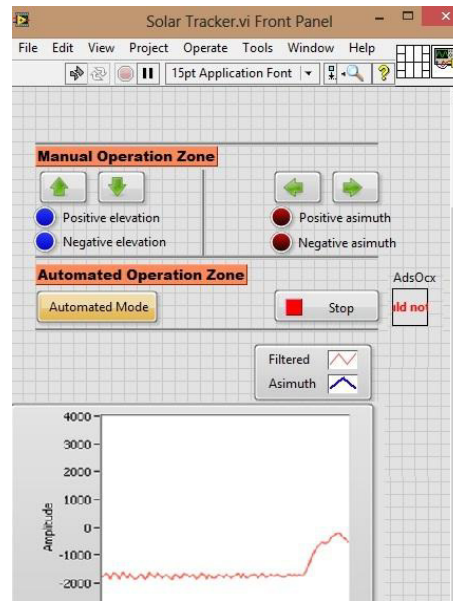 Solar Tracker.vi Front Panel
File Edit View Project Operate Tools Window Help
15pt Application Font
Manual Operation Zone
Positive elevation
Positive asimuth
Negative elevation
Negative asimuth
Automated Operation Zone
AdsOcx
Automated Mode
Stop
ld not
Filtered
Asimuth
4000
3000
2000
1000
0
-1000
-2000
Amplitude